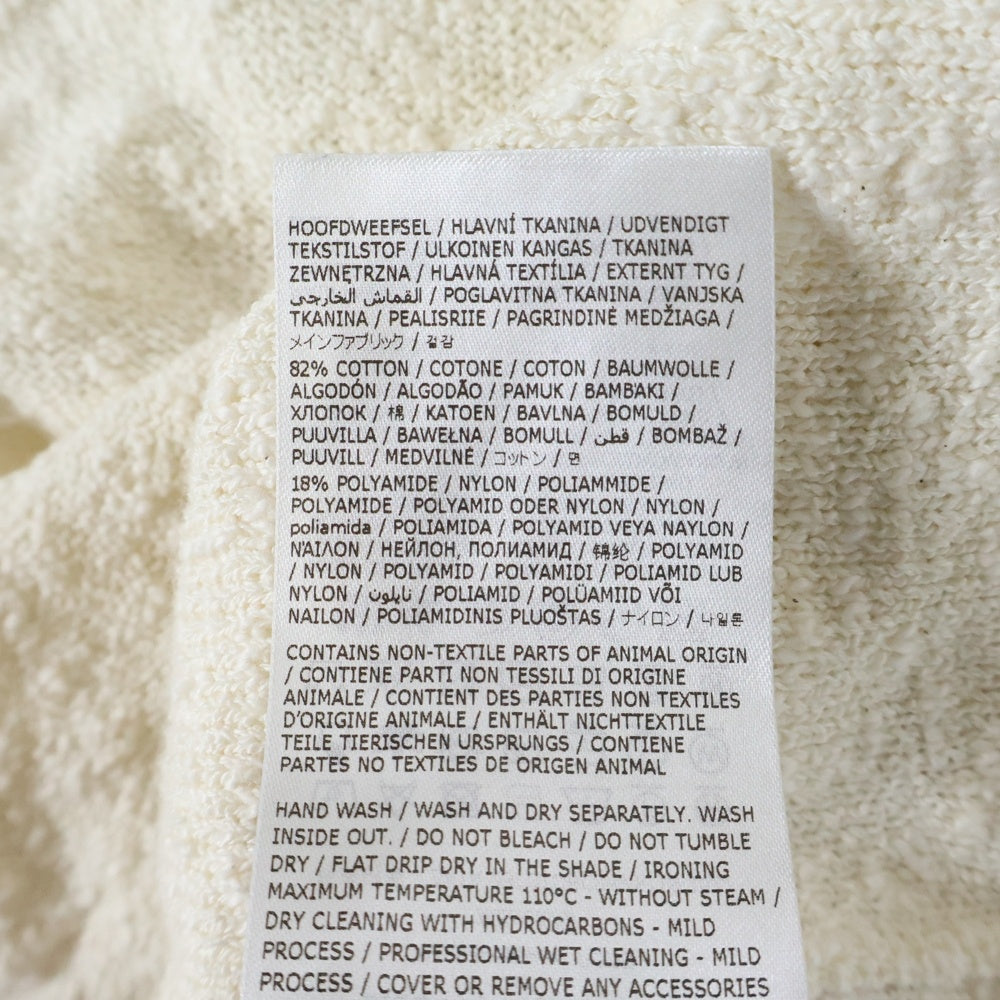 HOOFDWEEFSEL / HLAVNÍ TKANINA / UDVENDIGT
TEKSTILSTOF / ULKOINEN KANGAS / TKANINA
ZEWNĘTRZNA / HLAVNÁ TEXTÍLIA / EXTERNT TYG /
القماش الخارجي / POGLAVITNA TKANINA / VANJSKA
TKANINA / PEALISRIIE / PAGRINDINĖ MEDŽIAGA /
メインファブリック / 겉감
82% COTTON / COTONE / COTON / BAUMWOLLE /
ALGODÓN / ALGODÃO / PAMUK / ΒΑΜΒΑΚΙ /
ХЛОПОК / 棉 / KATOEN / BAVLNA / BOMULD /
PUUVILLA / BAWEŁNA / BOMULL / قطن / BOMBAŽ /
PUUVILL / MEDVILNĖ / コットン / 면
18% POLYAMIDE / NYLON / POLIAMMIDE /
POLYAMIDE / POLYAMID ODER NYLON / NYLON /
poliamida / POLIAMIDA / POLYAMID VEYA NAYLON /
ΝΆΙΛΟΝ / НЕЙЛОН, ПОЛИАМИД / 锦纶 / POLYAMID
/ NYLON / POLYAMID / POLYAMIDI / POLIAMID LUB
NYLON / نايلون / POLIAMID / POLÜAMIID VÕI
NAILON / POLIAMIDINIS PLUOŠTAS / ナイロン / 나일론
CONTAINS NON-TEXTILE PARTS OF ANIMAL ORIGIN
/ CONTIENE PARTI NON TESSILI DI ORIGINE
ANIMALE / CONTIENT DES PARTIES NON TEXTILES
D'ORIGINE ANIMALE / ENTHÄLT NICHTTEXTILE
TEILE TIERISCHEN URSPRUNGS / CONTIENE
PARTES NO TEXTILES DE ORIGEN ANIMAL
HAND WASH / WASH AND DRY SEPARATELY. WASH
INSIDE OUT. / DO NOT BLEACH / DO NOT TUMBLE
DRY / FLAT DRIP DRY IN THE SHADE / IRONING
MAXIMUM TEMPERATURE 110°C - WITHOUT STEAM /
DRY CLEANING WITH HYDROCARBONS - MILD
PROCESS / PROFESSIONAL WET CLEANING - MILD
PROCESS / COVER OR REMOVE ANY ACCESSORIES